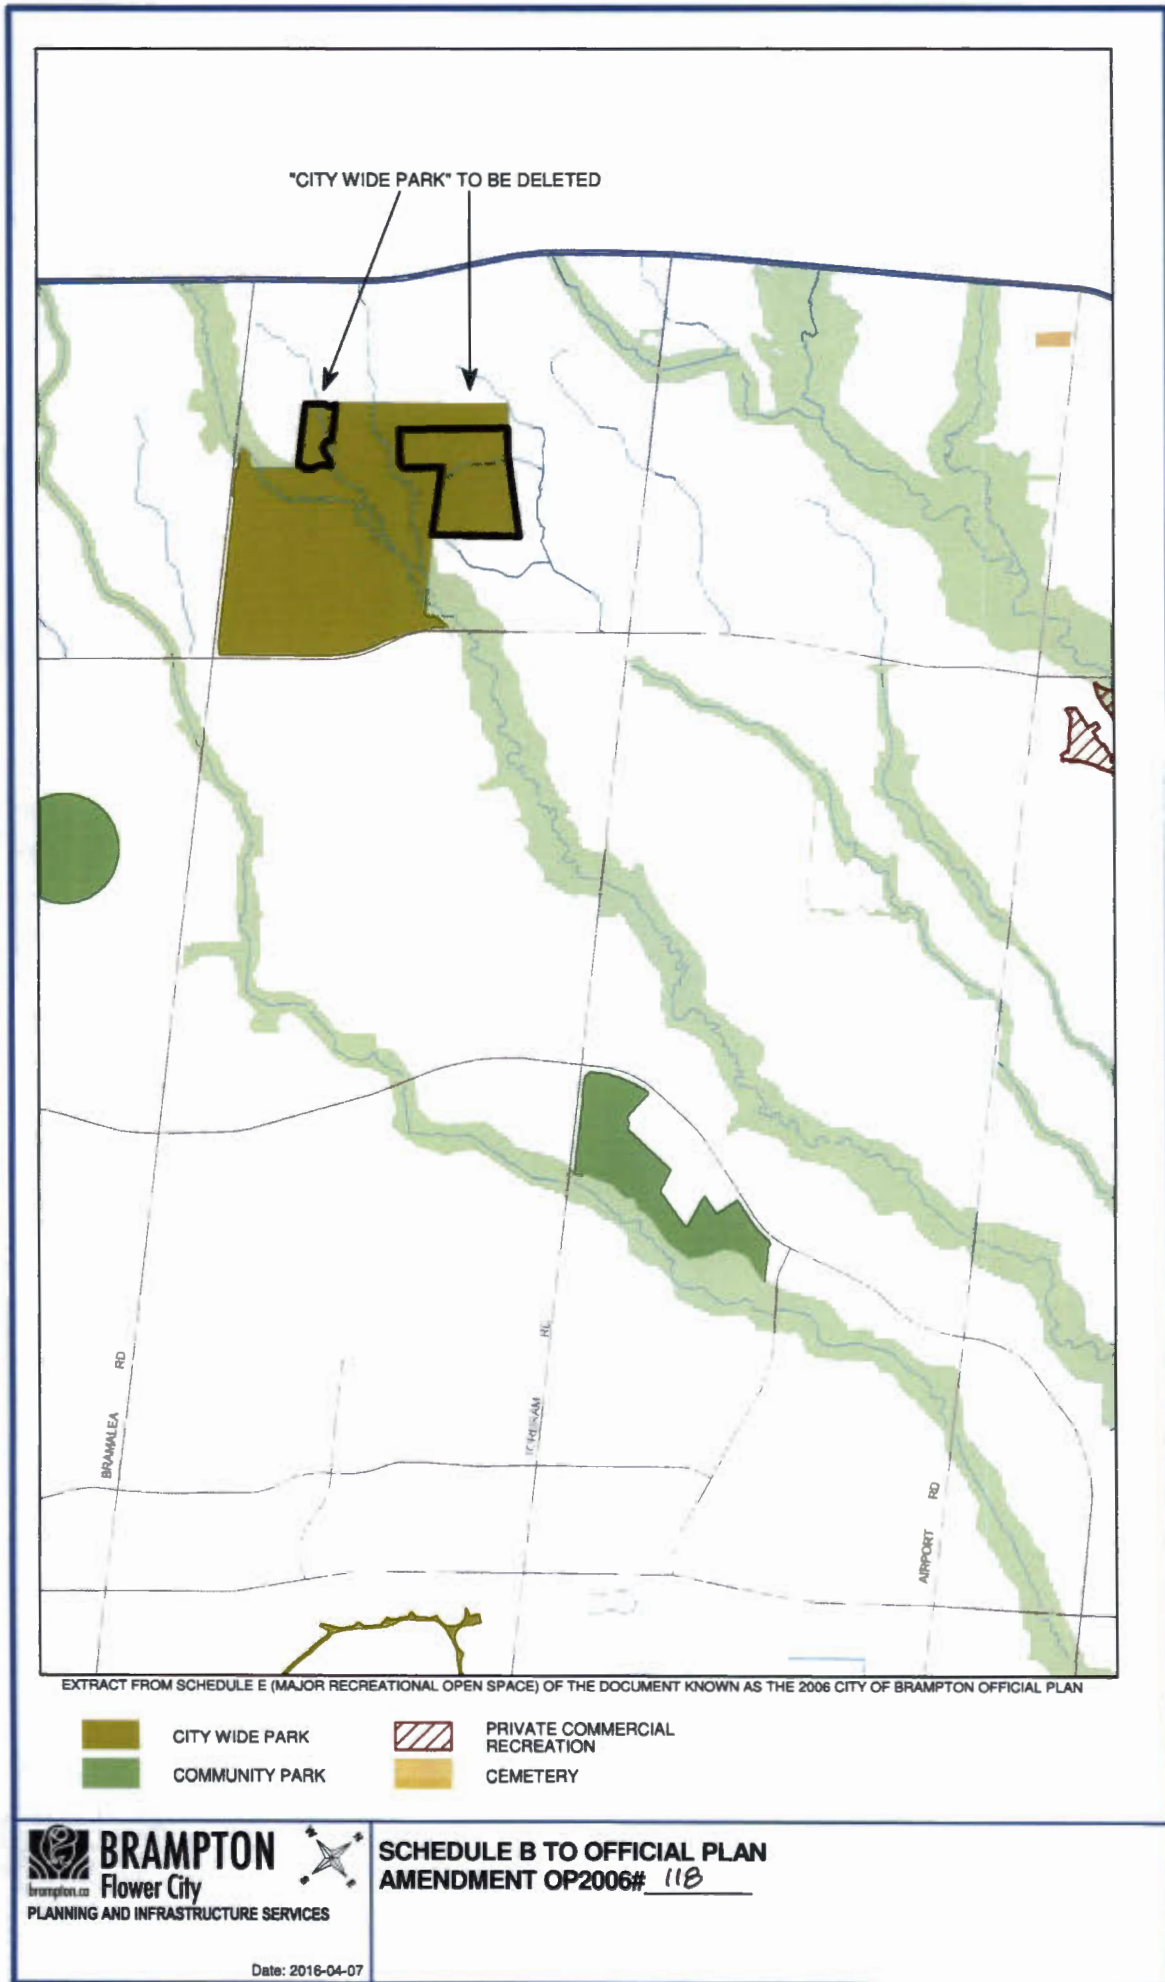 "CITY WIDE PARK" TO BE DELETED
BRAMALEA RD
AIRPORT RD
EXTRACT FROM SCHEDULE E (MAJOR RECREATIONAL OPEN SPACE) OF THE DOCUMENT KNOWN AS THE 2006 CITY OF BRAMPTON OFFICIAL PLAN
CITY WIDE PARK
COMMUNITY PARK
PRIVATE COMMERCIAL
RECREATION
CEMETERY
BRAMPTON
brampton.ca Flower City
PLANNING AND INFRASTRUCTURE SERVICES
Date: 2016-04-07
SCHEDULE B TO OFFICIAL PLAN
AMENDMENT OP2006# 118